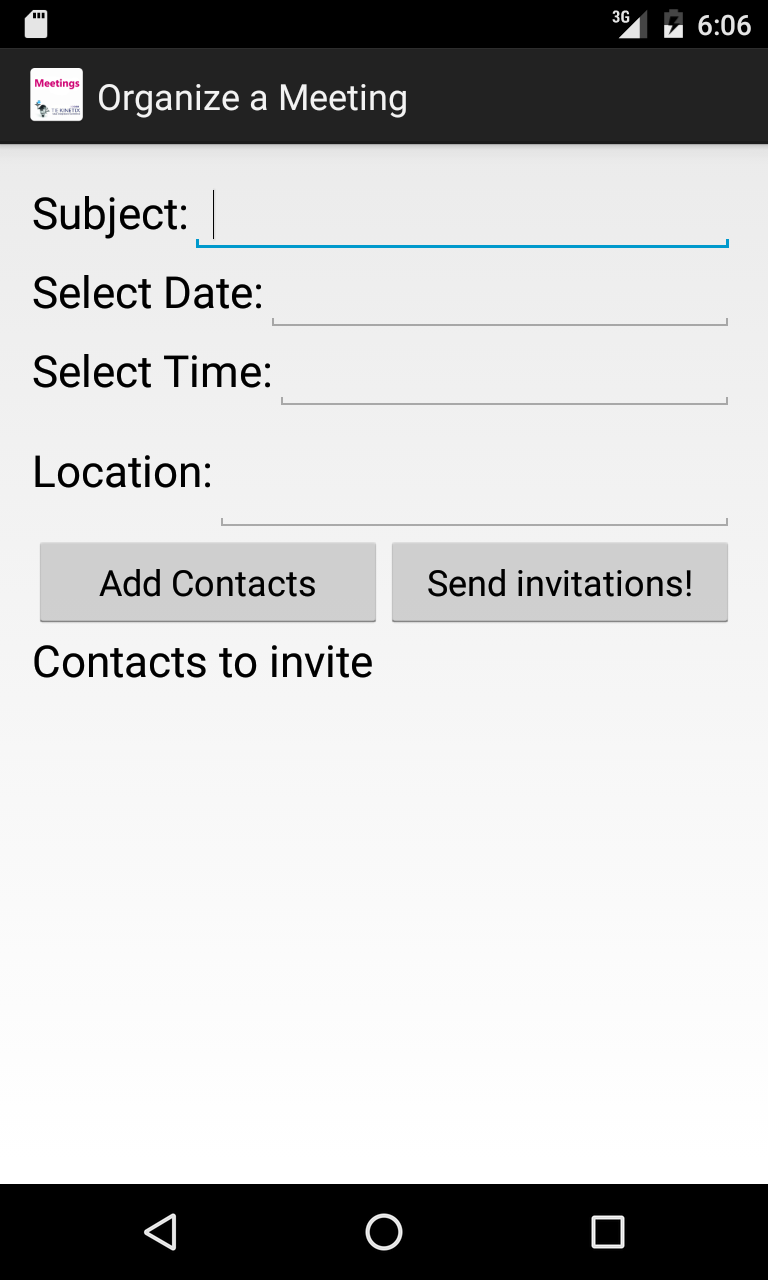 3G 6:06
Meetings
Organize a Meeting
Subject:
Select Date:
Select Time:
Location:
Add Contacts
Send invitations!
Contacts to invite